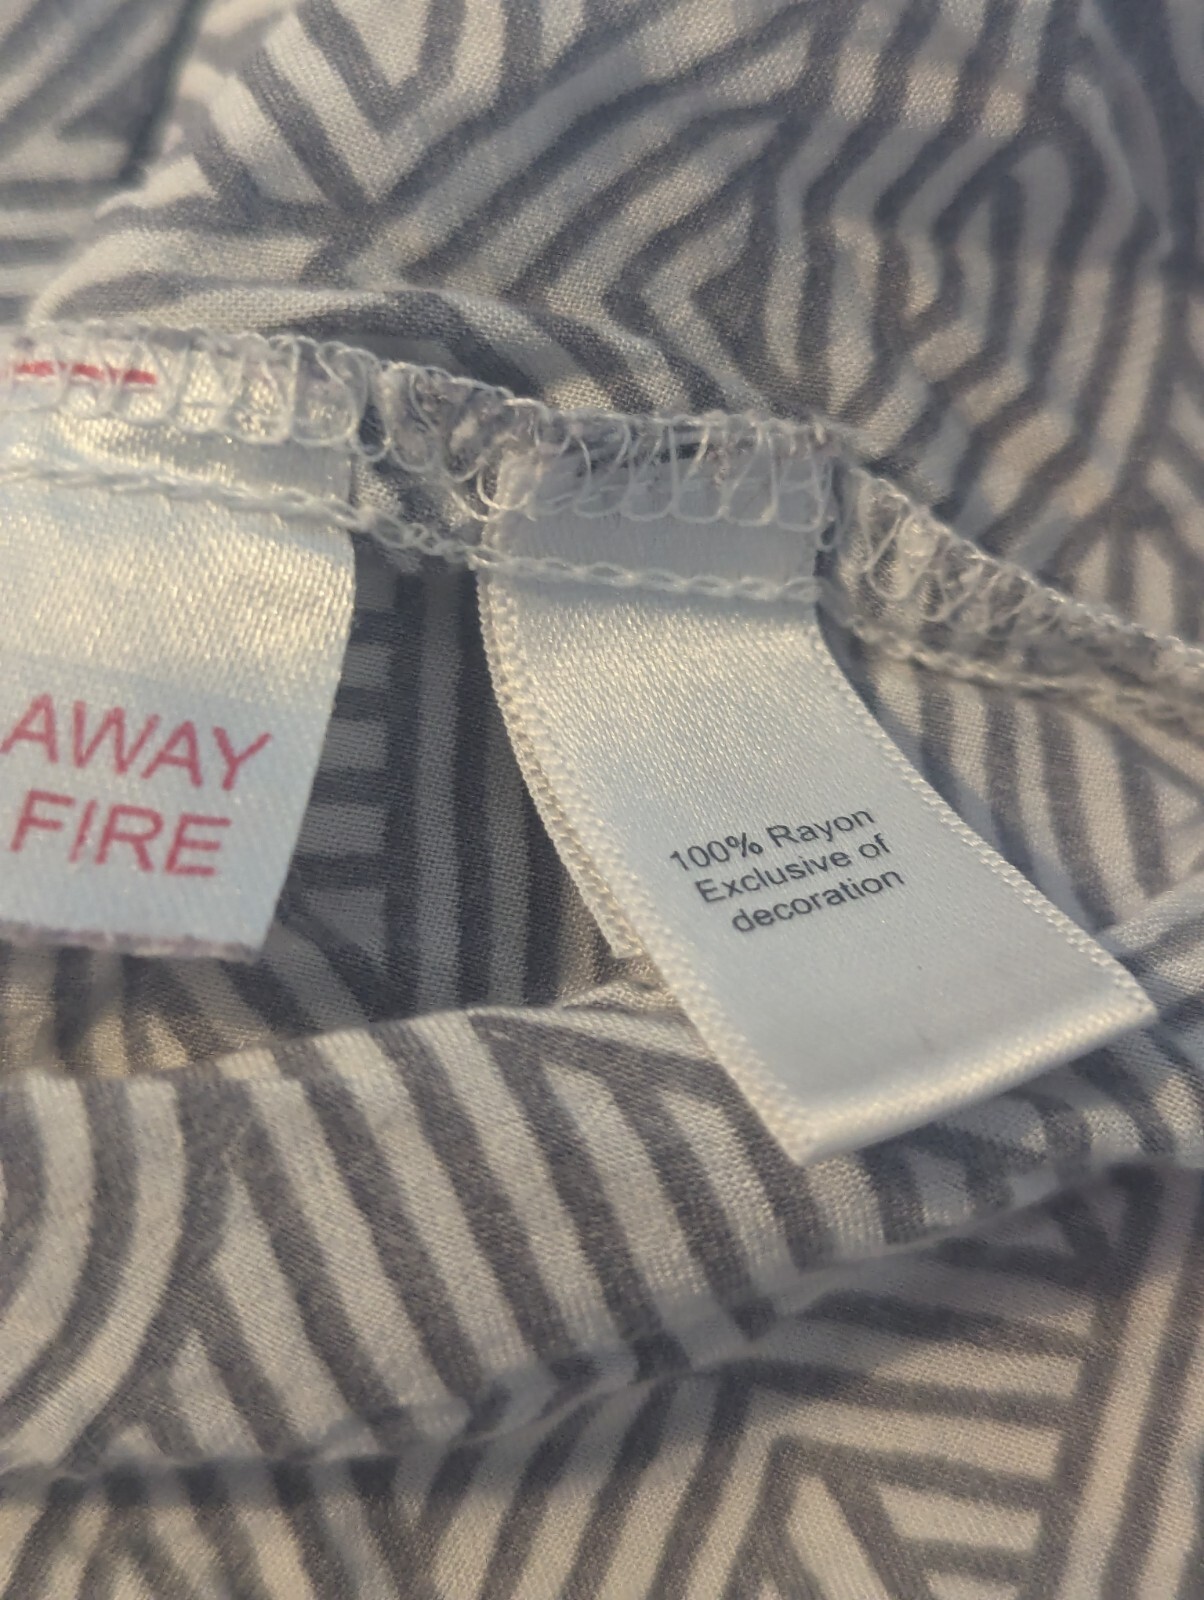 AWAY
FIRE
100% Rayon
Exclusive of
decoration